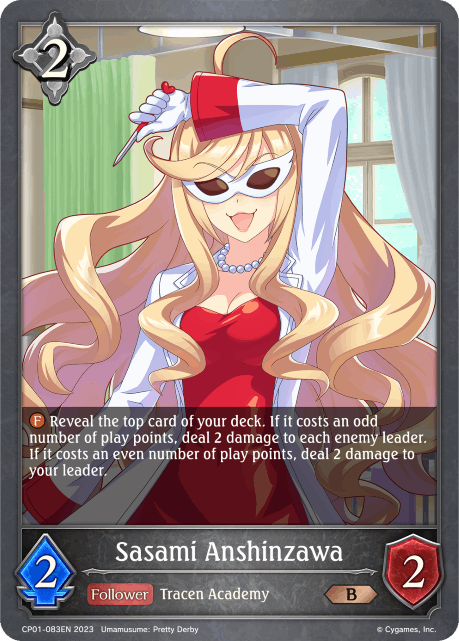 2
F Reveal the top card of your deck. If it costs an odd
number of play points, deal 2 damage to each enemy leader.
If it costs an even number of play points, deal 2 damage to
your leader.
Sasami Anshinzawa
2
Follower Tracen Academy
B
2
CP01-083EN 2023 Umamusume: Pretty Derby
© Cygames, Inc.